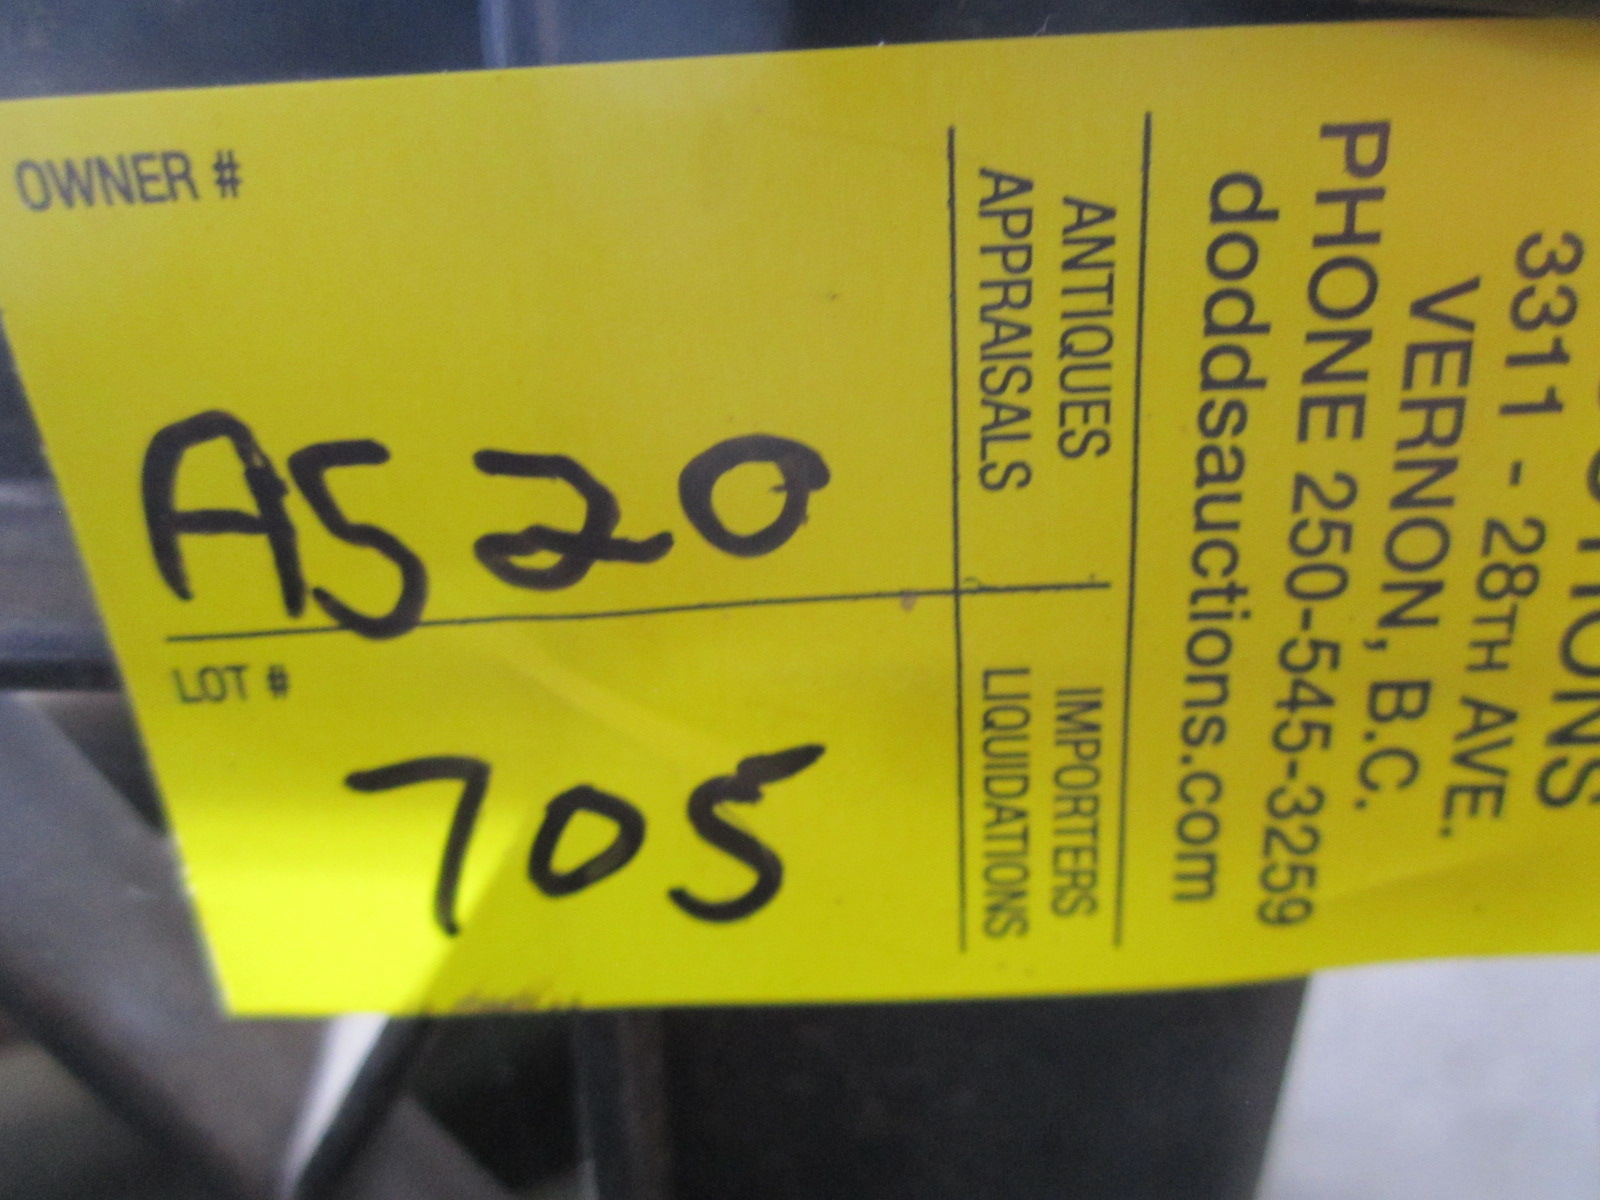 3311 - 28TH AVE.
VERNON, B.C.
PHONE 250-545-3259
doddsauctions.com
ANTIQUES
APPRAISALS
IMPORTERS
LIQUIDATIONS
OWNER #
A520
LOT #
705